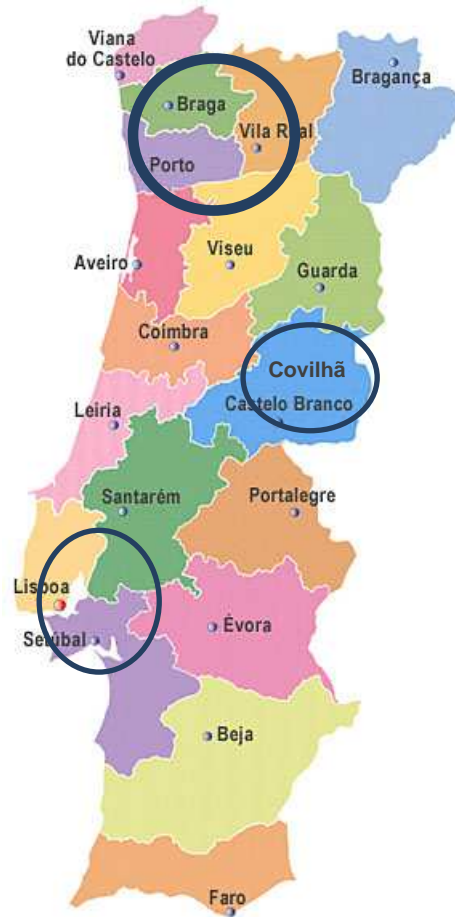 Viana
do Castelo
Bragança
Braga
Vila Real
Porto
Viseu
Aveiro
Guarda
Coimbra
Covilhã
Castelo Branco
Leiria
Santarém
Portalegre
Lisboa
Setúbal
Évora
Beja
Faro